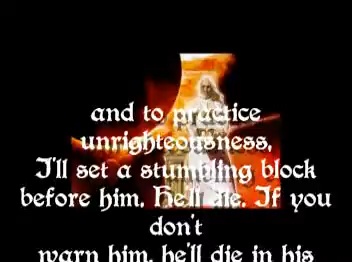 and to practice
unrighteousness,
I'll set a stumbling block
before him. He'll die. If you
don't
warn him, he'll die in his